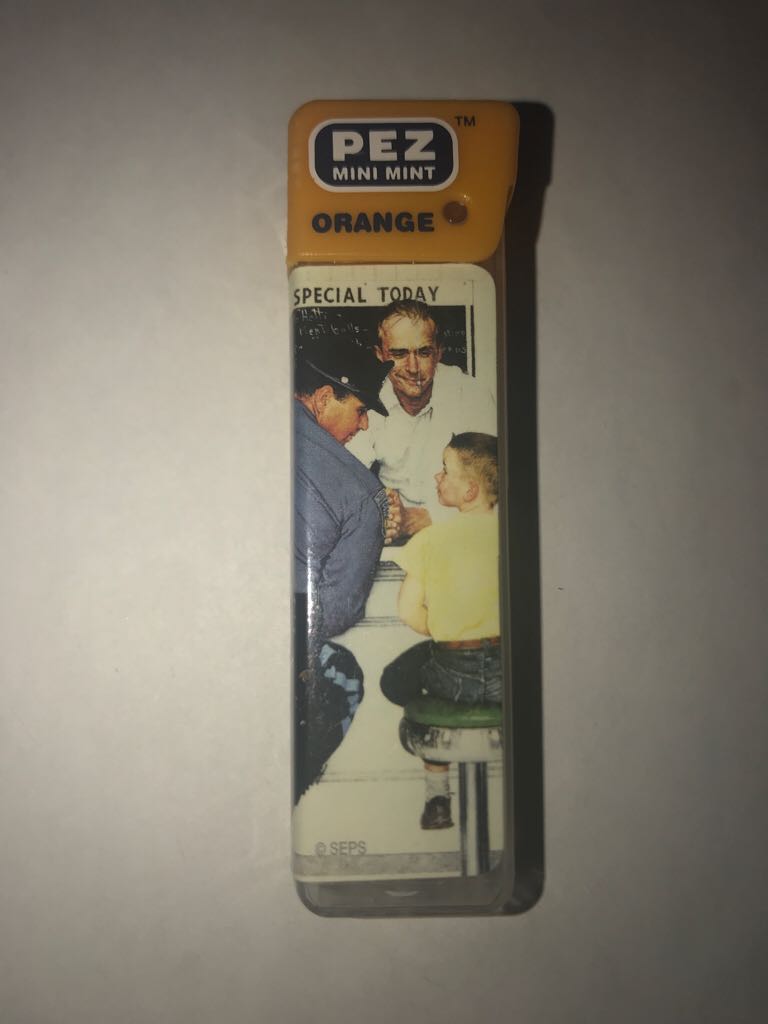 PEZ TM
MINI MINT
ORANGE
SPECIAL TODAY
© SEPS